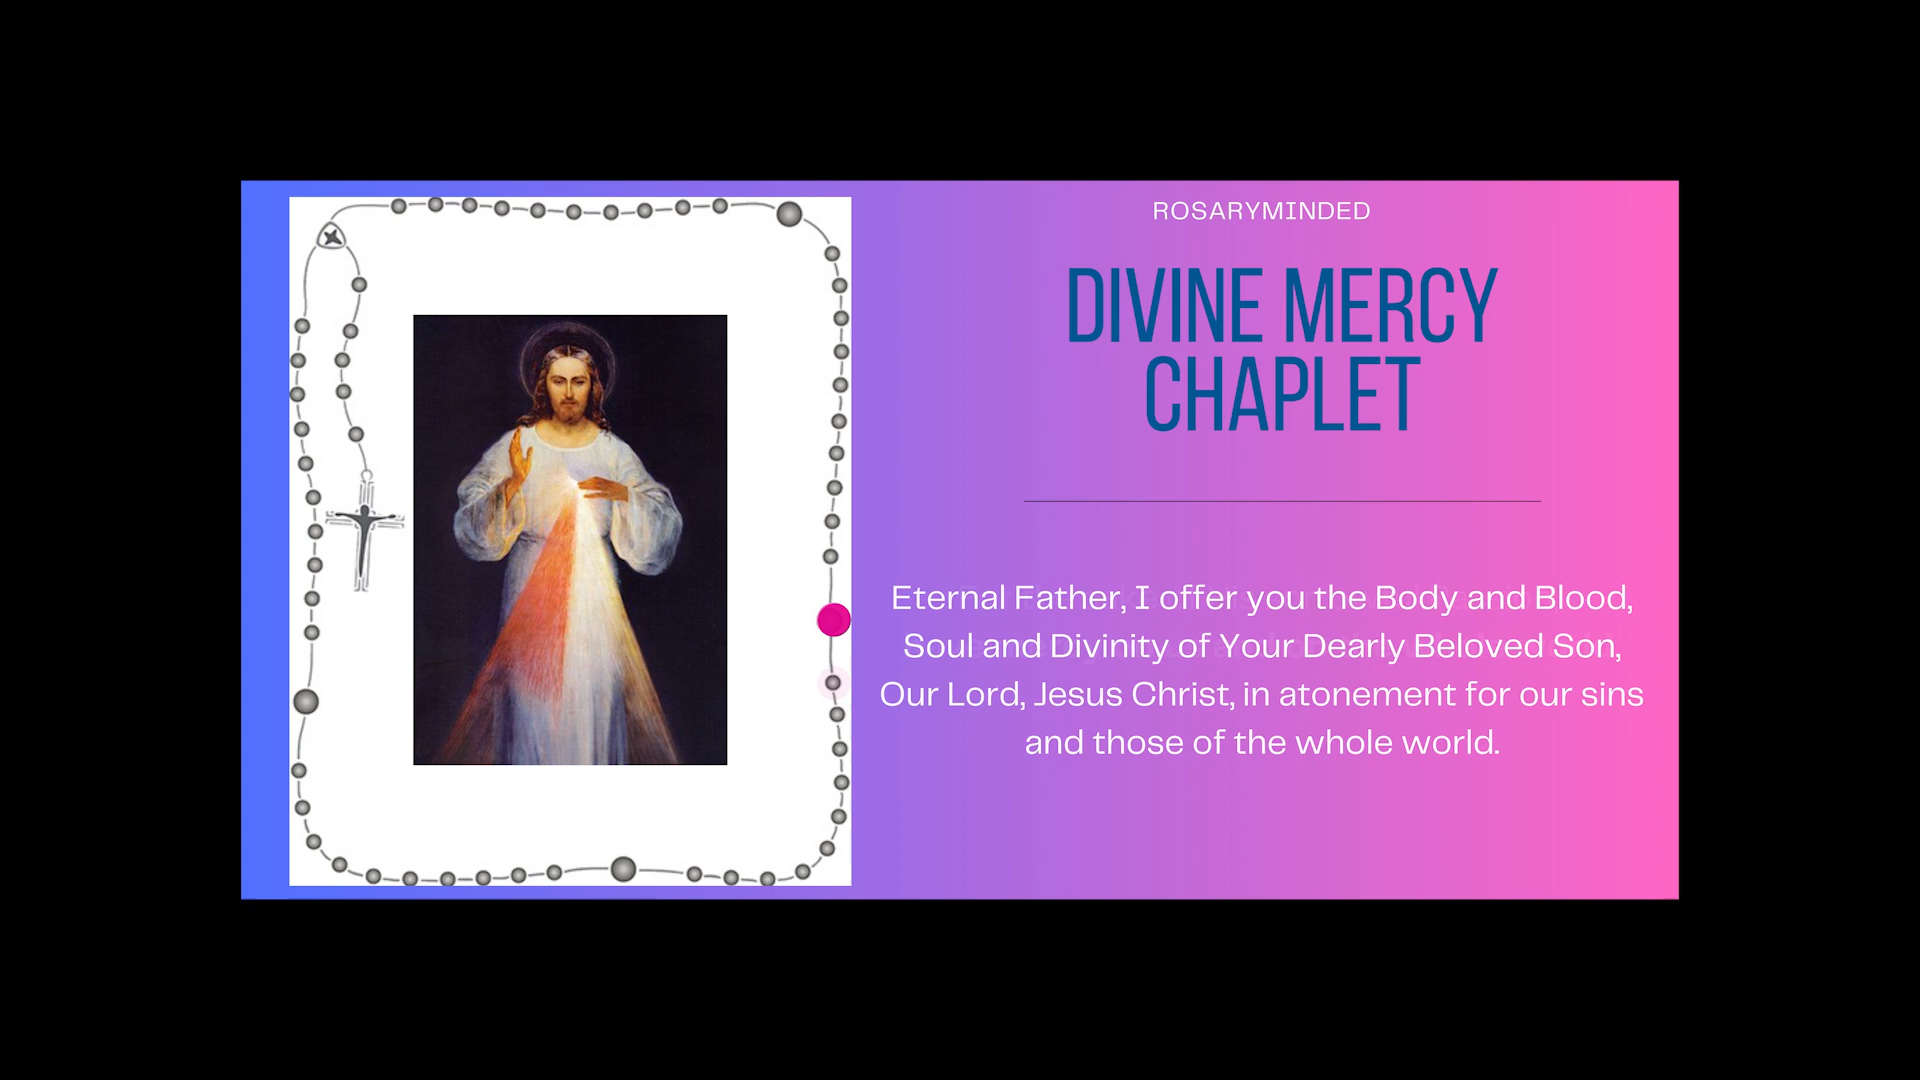 ROSARYMINDED
DIVINE MERCY
CHAPLET
Eternal Father, I offer you the Body and Blood,
Soul and Divinity of Your Dearly Beloved Son,
Our Lord, Jesus Christ, in atonement for our sins
and those of the whole world.